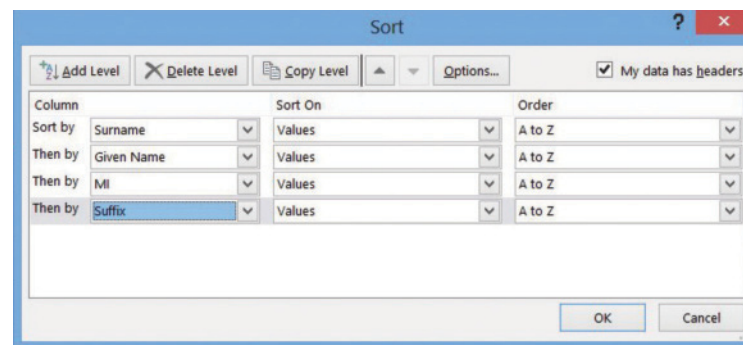 Sort ?
Add Level Delete Level Copy Level Options... My data has headers
Column Sort On Order
Sort by Surname Values A to Z
Then by Given Name Values A to Z
Then by MI Values A to Z
Then by Suffix Values A to Z
OK Cancel